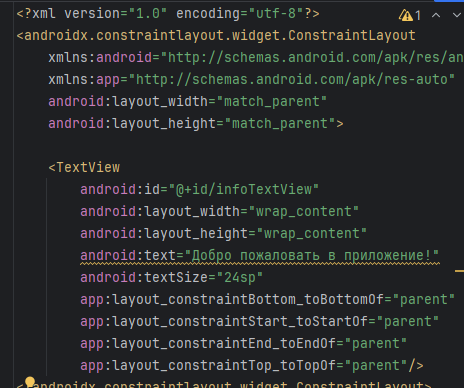 <?xml version="1.0" encoding="utf-8"?>
1
<androidx.constraintlayout.widget.ConstraintLayout
xmlns:android="http://schemas.android.com/apk/res/an
xmlns:app="http://schemas.android.com/apk/res-auto"
android:layout_width="match_parent"
android:layout_height="match_parent">
<TextView
android:id="@+id/infoTextView"
android:layout_width="wrap_content"
android:layout_height="wrap_content"
android:text="Добро пожаловать в приложение!"
android:textSize="24sp"
app:layout_constraintBottom_toBottomOf="parent"
app:layout_constraintStart_toStartOf="parent"
app:layout_constraintEnd_toEndOf="parent"
app:layout_constraintTop_toTopOf="parent"/>
</androidx.constraintlayout.widget.ConstraintLayout>